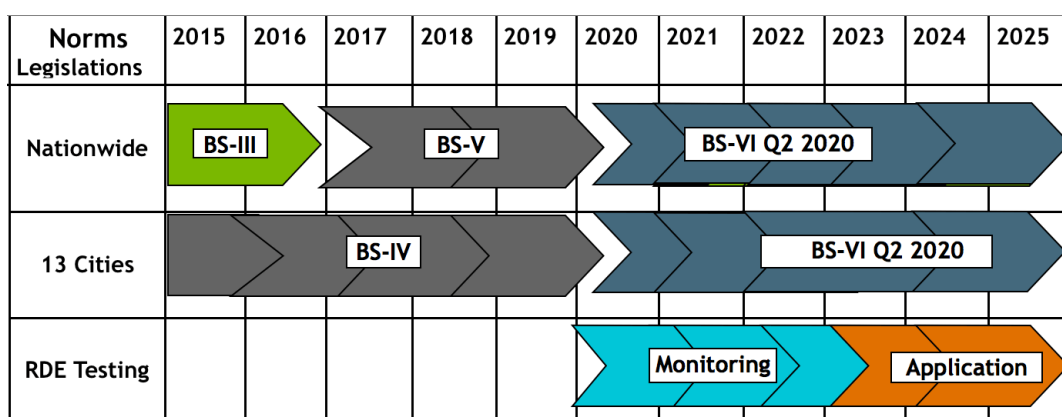 Norms Legislations 2015 2016 2017 2018 2019 2020 2021 2022 2023 2024 2025
Nationwide BS-III BS-V BS-VI Q2 2020
13 Cities BS-IV BS-VI Q2 2020
RDE Testing Monitoring Application